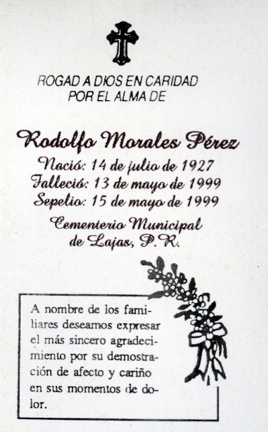 ROGAD A DIOS EN CARIDAD
POR EL ALMA DE
Rodolfo Morales Pérez
Nació: 14 de julio de 1927
Falleció: 13 de mayo de 1999
Sepelio: 15 de mayo de 1999
Cementerio Municipal
de Lajas, P.R.
A nombre de los fami-
liares deseamos expresar
el más sincero agradeci-
miento por su demostra-
ción de afecto y cariño
en sus momentos de do-
lor.